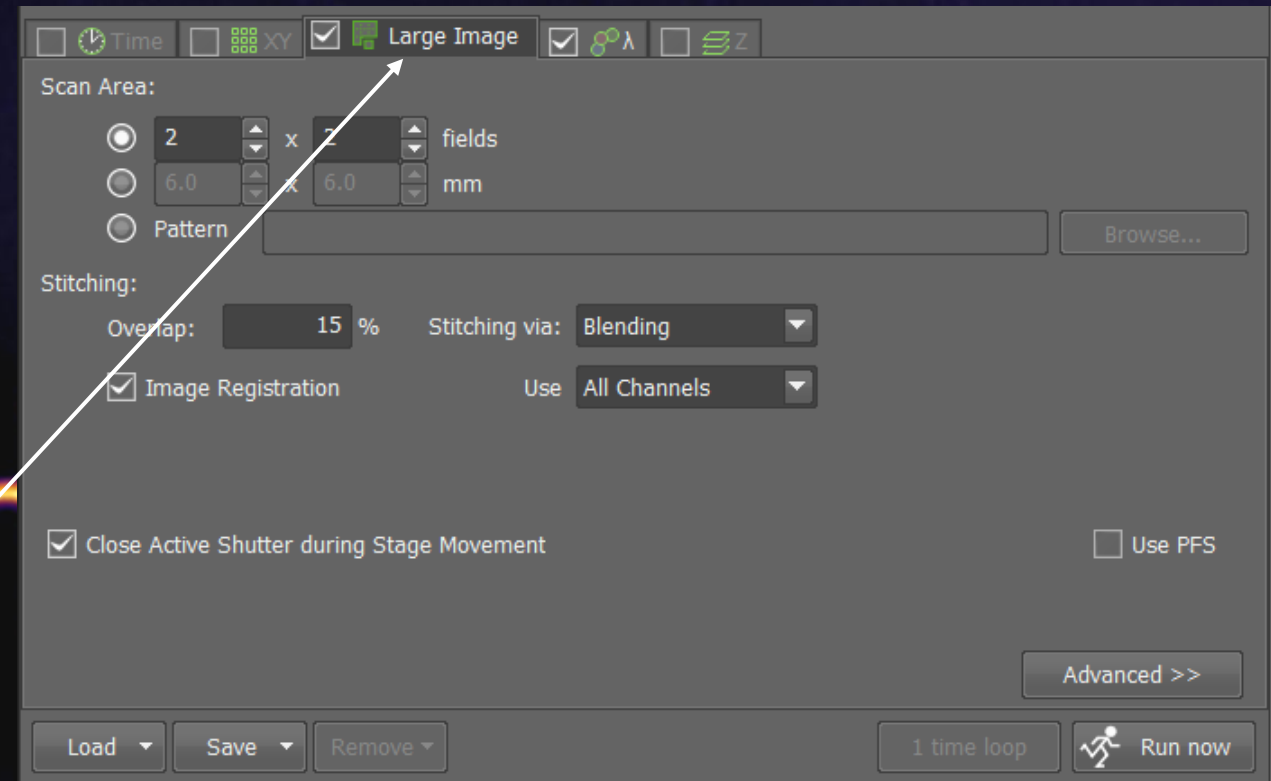 Time XY Large Image λ Z
Scan Area:
2 x 2 fields
6.0 x 6.0 mm
Pattern Browse...
Stitching:
Overlap: 15 % Stitching via: Blending
Image Registration Use All Channels
Close Active Shutter during Stage Movement Use PFS
Advanced >>
Load Save Remove 1 time loop Run now